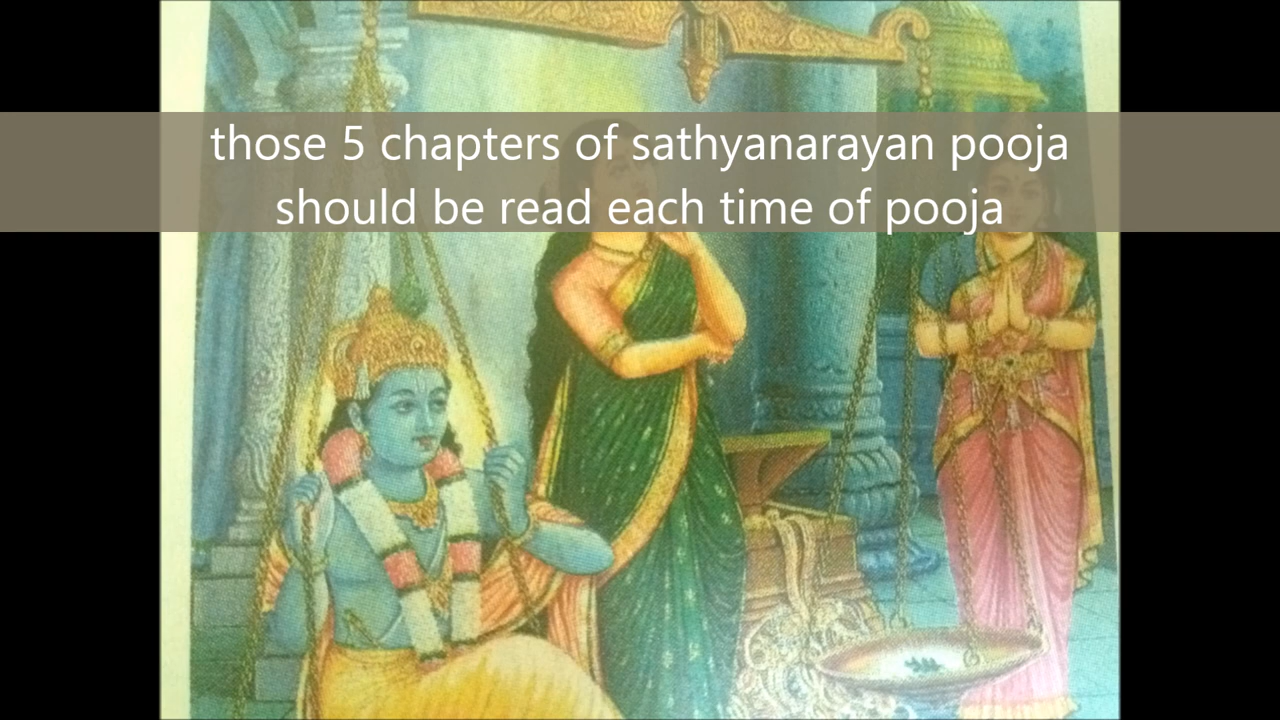 those 5 chapters of sathyanarayan pooja
should be read each time of pooja